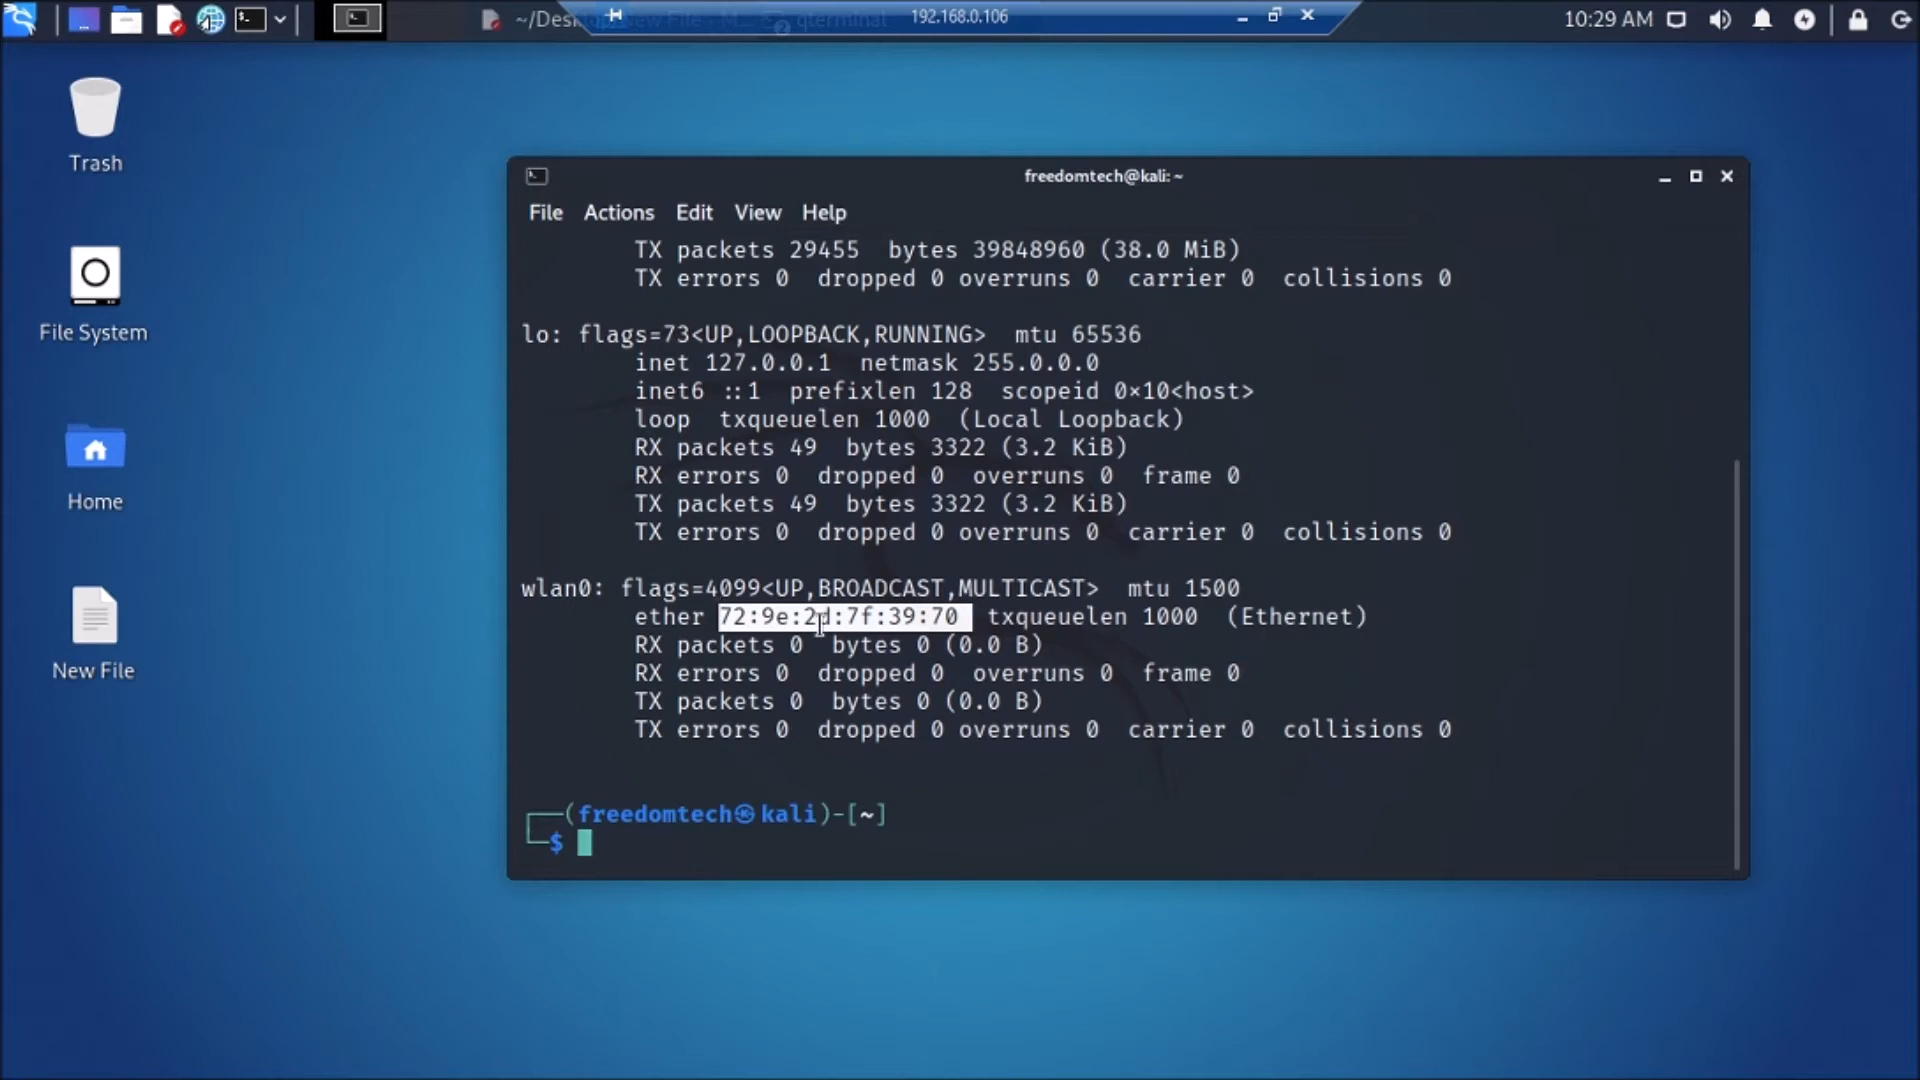 ~/Desktop/New File - M... qterminal
192.168.0.106
10:29 AM
Trash
File System
Home
New File
freedomtech@kali: ~
File Actions Edit View Help
TX packets 29455 bytes 39848960 (38.0 MiB)
TX errors 0 dropped 0 overruns 0 carrier 0 collisions 0
lo: flags=73<UP,LOOPBACK,RUNNING> mtu 65536
inet 127.0.0.1 netmask 255.0.0.0
inet6 ::1 prefixlen 128 scopeid 0×10<host>
loop txqueuelen 1000 (Local Loopback)
RX packets 49 bytes 3322 (3.2 KiB)
RX errors 0 dropped 0 overruns 0 frame 0
TX packets 49 bytes 3322 (3.2 KiB)
TX errors 0 dropped 0 overruns 0 carrier 0 collisions 0
wlan0: flags=4099<UP,BROADCAST,MULTICAST> mtu 1500
ether 72:9e:2d:7f:39:70 txqueuelen 1000 (Ethernet)
RX packets 0 bytes 0 (0.0 B)
RX errors 0 dropped 0 overruns 0 frame 0
TX packets 0 bytes 0 (0.0 B)
TX errors 0 dropped 0 overruns 0 carrier 0 collisions 0
(freedomtech㉿kali)-[~]
$